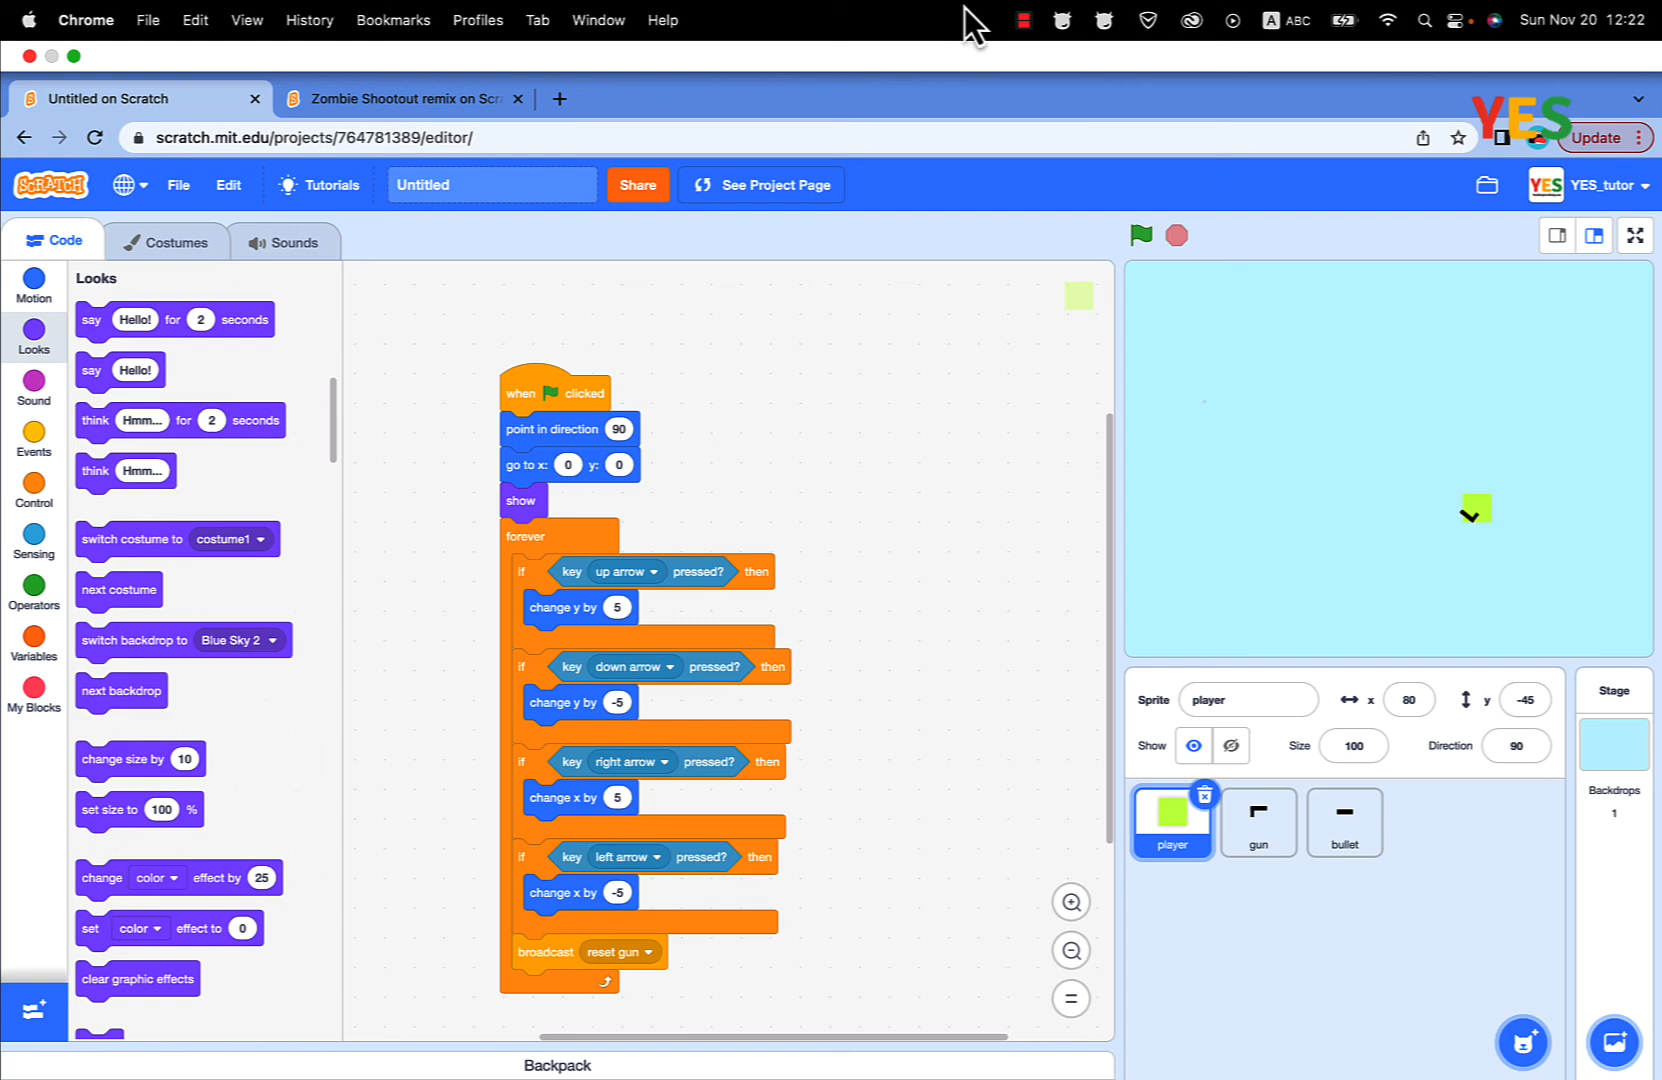 Chrome File Edit View History Bookmarks Profiles Tab Window Help A ABC Sun Nov 20 12:22
Untitled on Scratch Zombie Shootout remix on Scr
YES
scratch.mit.edu/projects/764781389/editor/ Update
SCRATCH File Edit Tutorials Untitled Share See Project Page YES YES_tutor
Code Costumes Sounds
Motion
Looks
Sound
Events
Control
Sensing
Operators
Variables
My Blocks
Looks
say Hello! for 2 seconds
say Hello!
think Hmm... for 2 seconds
think Hmm...
switch costume to costume1
next costume
switch backdrop to Blue Sky 2
next backdrop
change size by 10
set size to 100 %
change color effect by 25
set color effect to 0
clear graphic effects
when clicked
point in direction 90
go to x: 0 y: 0
show
forever
if key up arrow pressed? then
change y by 5
if key down arrow pressed? then
change y by -5
if key right arrow pressed? then
change x by 5
if key left arrow pressed? then
change x by -5
broadcast reset gun
Sprite player x 80 y -45
Show Size 100 Direction 90
player gun bullet
Stage
Backdrops
1
Backpack